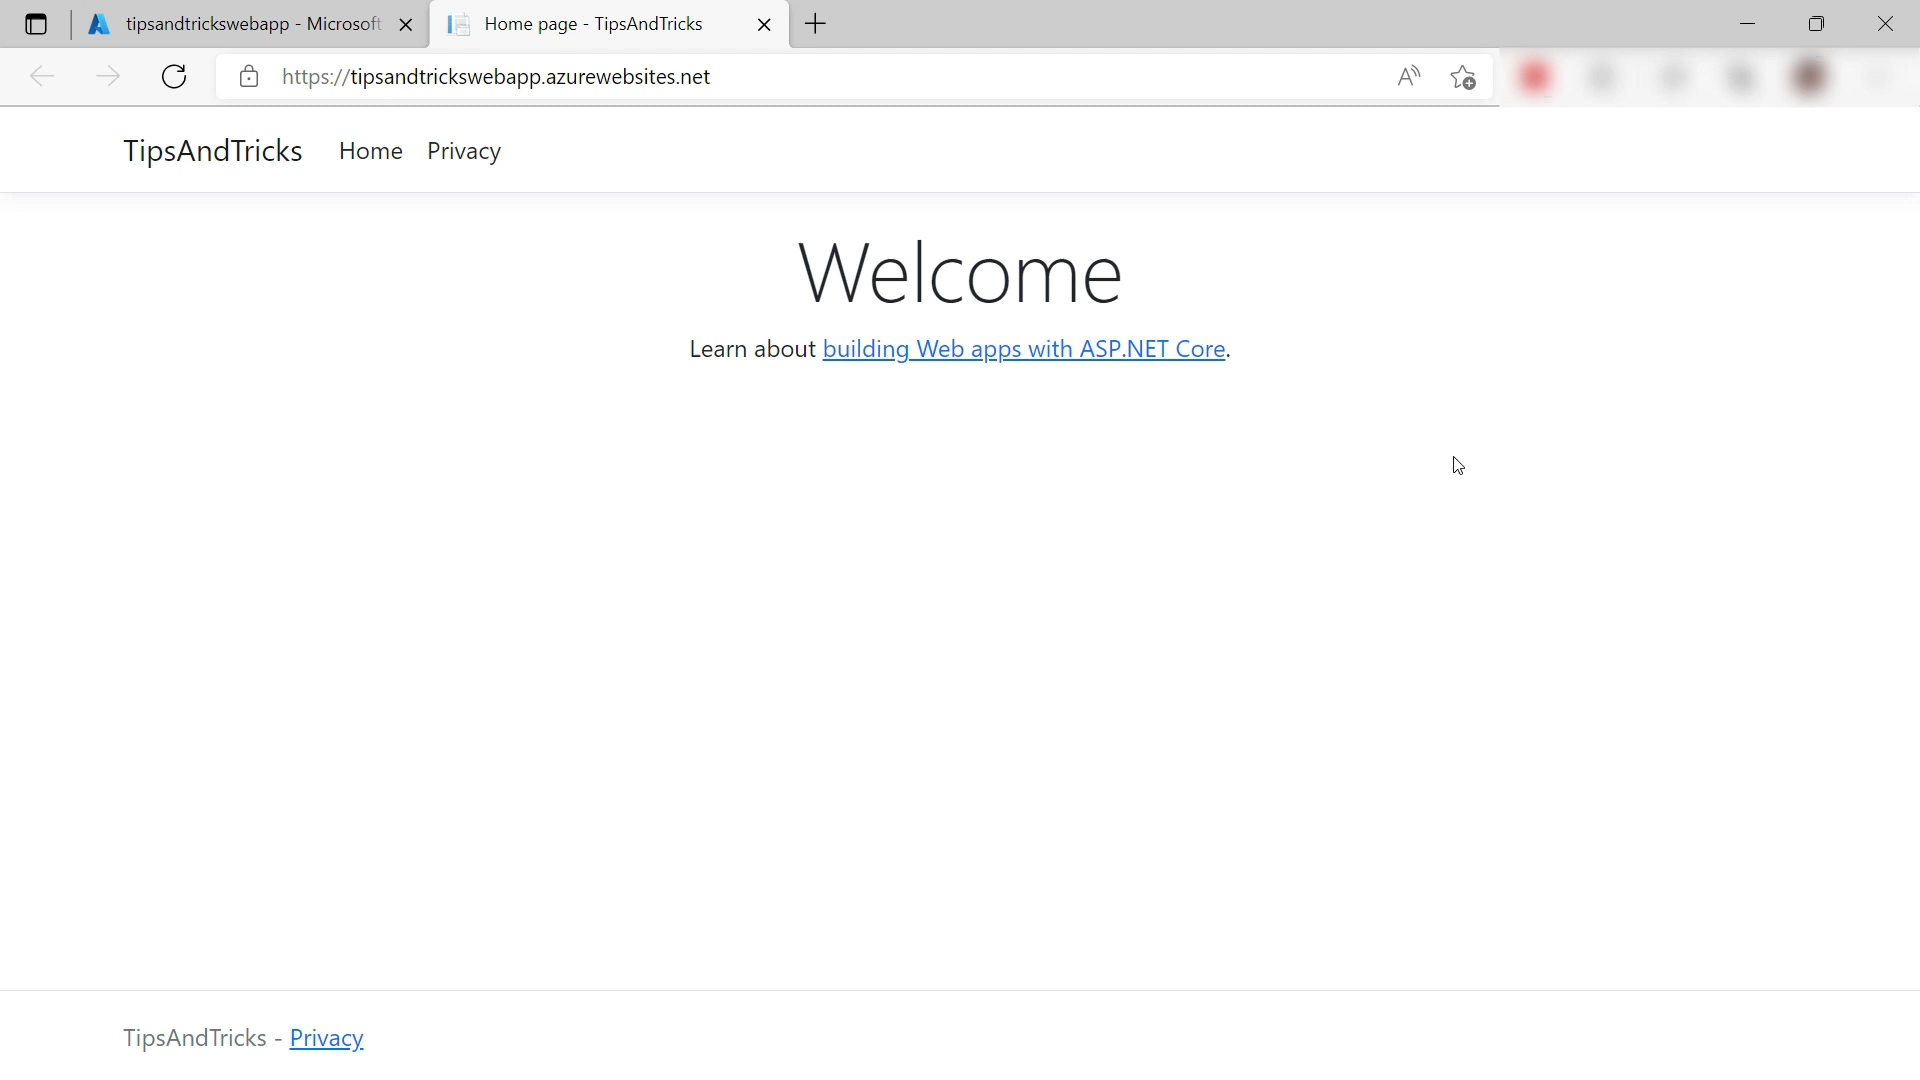 tipsandtrickswebapp - Microsoft
Home page - TipsAndTricks
https://tipsandtrickswebapp.azurewebsites.net
TipsAndTricks Home Privacy
Welcome
Learn about building Web apps with ASP.NET Core.
TipsAndTricks - Privacy